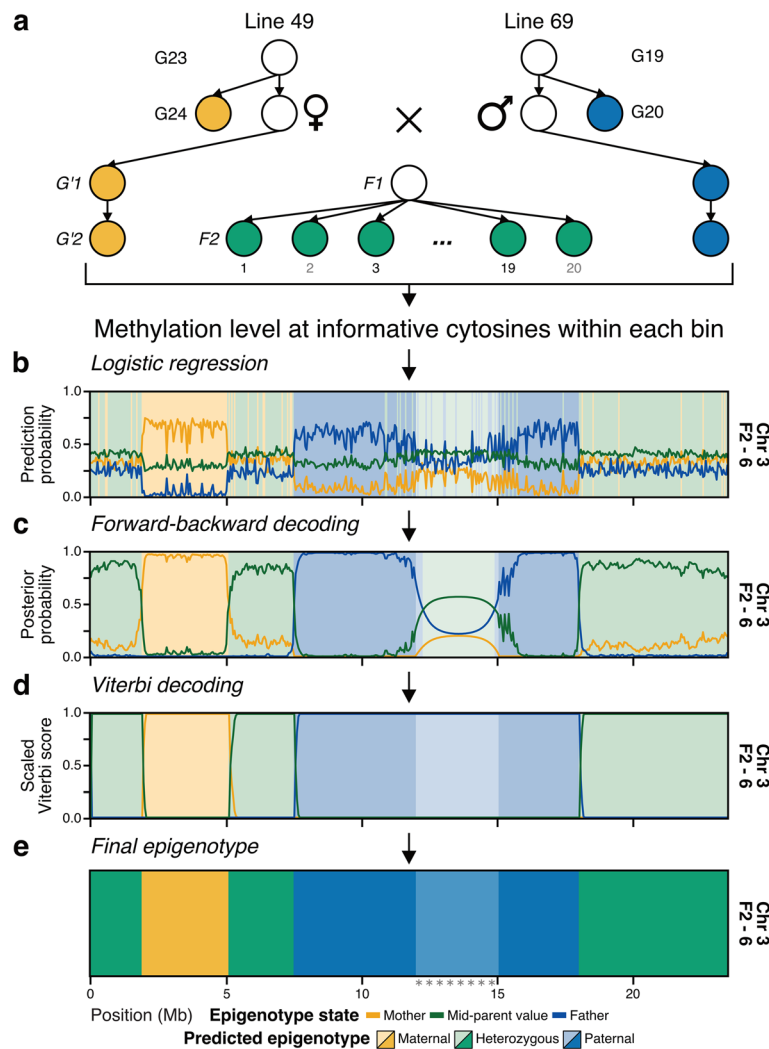 a
Line 49
Line 69
G23
G19
G24
G20
G'1
F1
G'2
F2
...
1
2
3
19
20
Methylation level at informative cytosines within each bin
b
Logistic regression
Prediction
probability
1.0
0.5
0.0
Chr 3
F2 - 6
c
Forward-backward decoding
Posterior
probability
1.0
0.5
0.0
Chr 3
F2 - 6
d
Viterbi decoding
Scaled
Viterbi score
1.0
0.5
0.0
Chr 3
F2 - 6
e
Final epigenotype
Chr 3
F2 - 6
* * * * * * * *
0 5 10 15 20
Position (Mb)
Epigenotype state Mother Mid-parent value Father
Predicted epigenotype Maternal Heterozygous Paternal